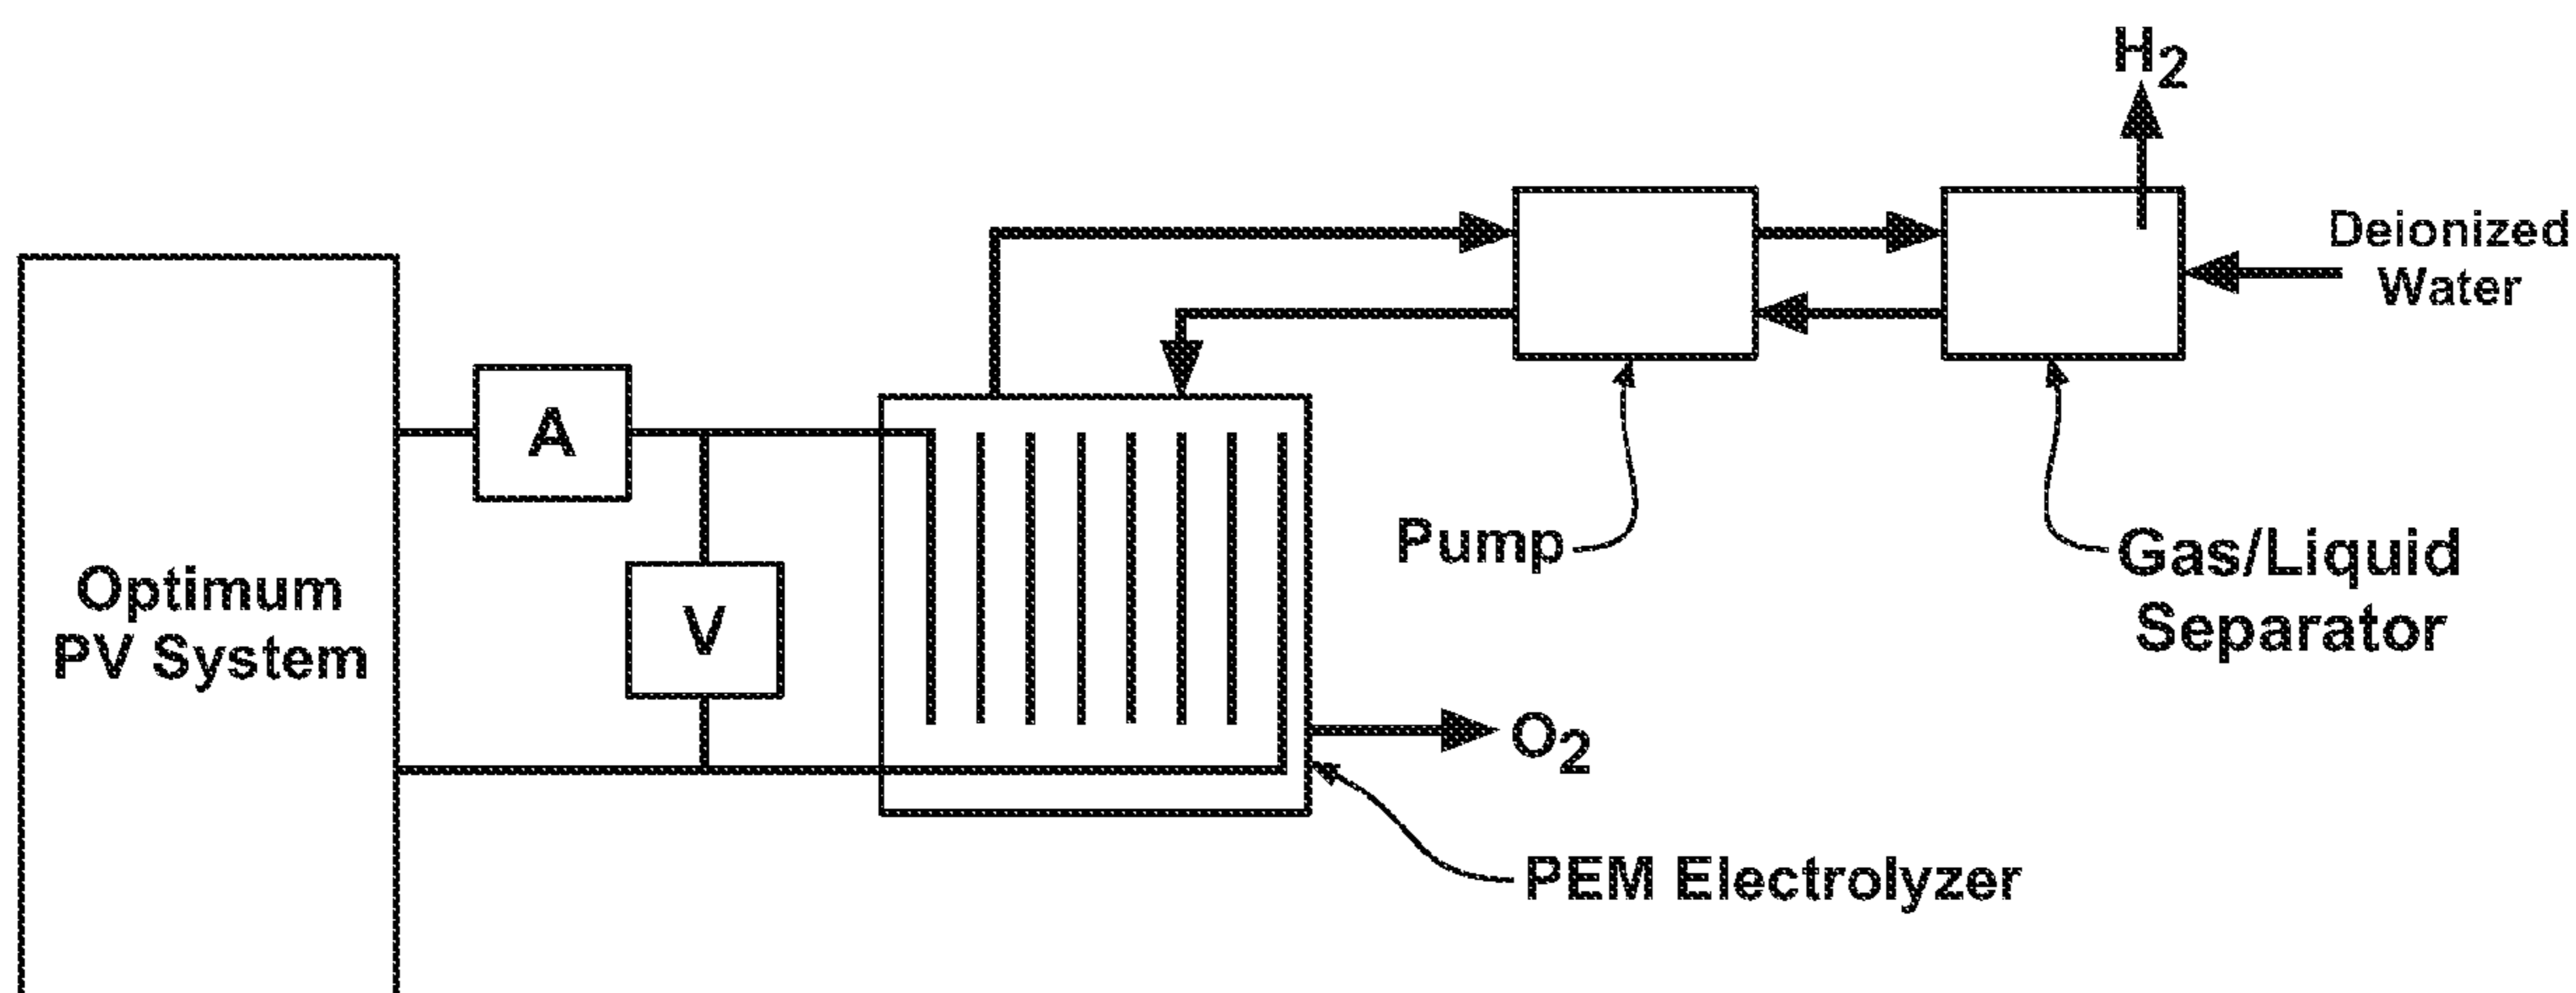 H2
Deionized
Water
A
Optimum
PV System
V
Pump
Gas/Liquid
Separator
O2
PEM Electrolyzer